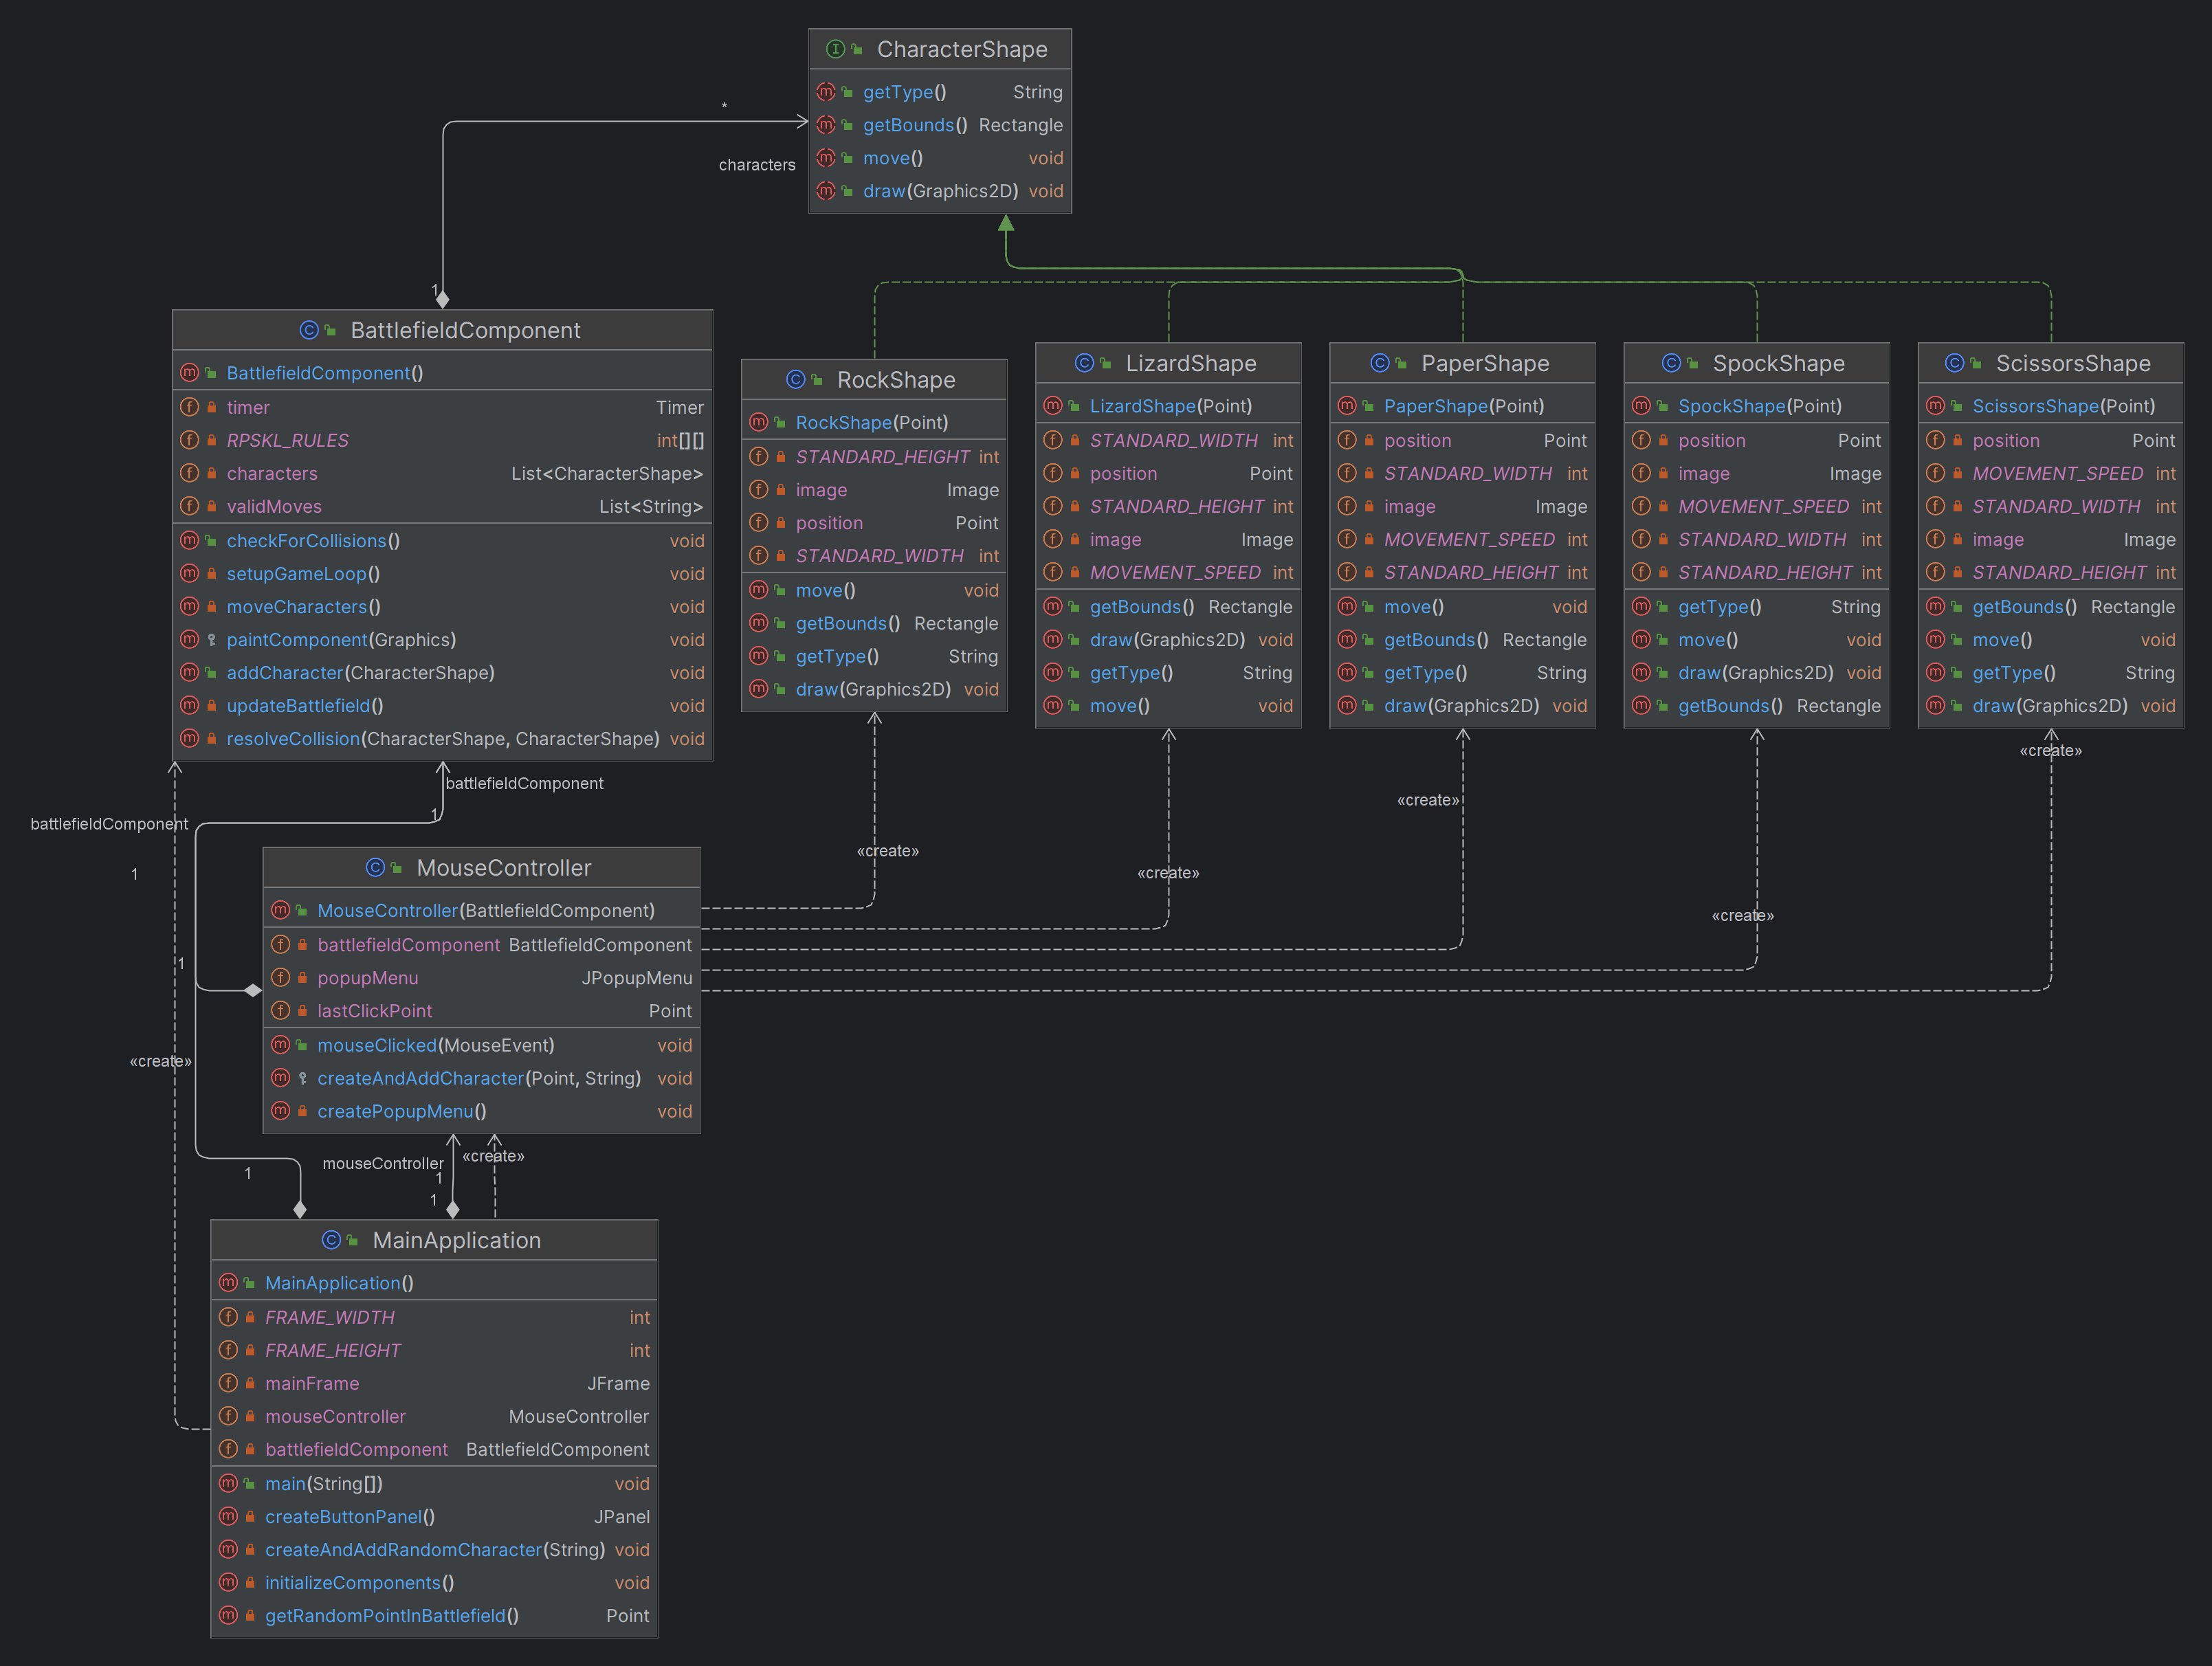 CharacterShape
getType() String
getBounds() Rectangle
move() void
draw(Graphics2D) void
*
characters
1
BattlefieldComponent
BattlefieldComponent()
timer Timer
RPSKL_RULES int[][]
characters List<CharacterShape>
validMoves List<String>
checkForCollisions() void
setupGameLoop() void
moveCharacters() void
paintComponent(Graphics) void
addCharacter(CharacterShape) void
updateBattlefield() void
resolveCollision(CharacterShape, CharacterShape) void
RockShape
RockShape(Point)
STANDARD_HEIGHT int
image Image
position Point
STANDARD_WIDTH int
move() void
getBounds() Rectangle
getType() String
draw(Graphics2D) void
LizardShape
LizardShape(Point)
STANDARD_WIDTH int
position Point
STANDARD_HEIGHT int
image Image
MOVEMENT_SPEED int
getBounds() Rectangle
draw(Graphics2D) void
getType() String
move() void
PaperShape
PaperShape(Point)
position Point
STANDARD_WIDTH int
image Image
MOVEMENT_SPEED int
STANDARD_HEIGHT int
move() void
getBounds() Rectangle
getType() String
draw(Graphics2D) void
SpockShape
SpockShape(Point)
position Point
image Image
MOVEMENT_SPEED int
STANDARD_WIDTH int
STANDARD_HEIGHT int
getType() String
move() void
draw(Graphics2D) void
getBounds() Rectangle
ScissorsShape
ScissorsShape(Point)
position Point
MOVEMENT_SPEED int
STANDARD_WIDTH int
image Image
STANDARD_HEIGHT int
getBounds() Rectangle
move() void
getType() String
draw(Graphics2D) void
«create»
battlefieldComponent
«create»
1
battlefieldComponent
«create»
1
«create»
«create»
1
«create»
MouseController
MouseController(BattlefieldComponent)
battlefieldComponent BattlefieldComponent
popupMenu JPopupMenu
lastClickPoint Point
mouseClicked(MouseEvent) void
createAndAddCharacter(Point, String) void
createPopupMenu() void
«create»
mouseController
1
1
1
MainApplication
MainApplication()
FRAME_WIDTH int
FRAME_HEIGHT int
mainFrame JFrame
mouseController MouseController
battlefieldComponent BattlefieldComponent
main(String[]) void
createButtonPanel() JPanel
createAndAddRandomCharacter(String) void
initializeComponents() void
getRandomPointInBattlefield() Point